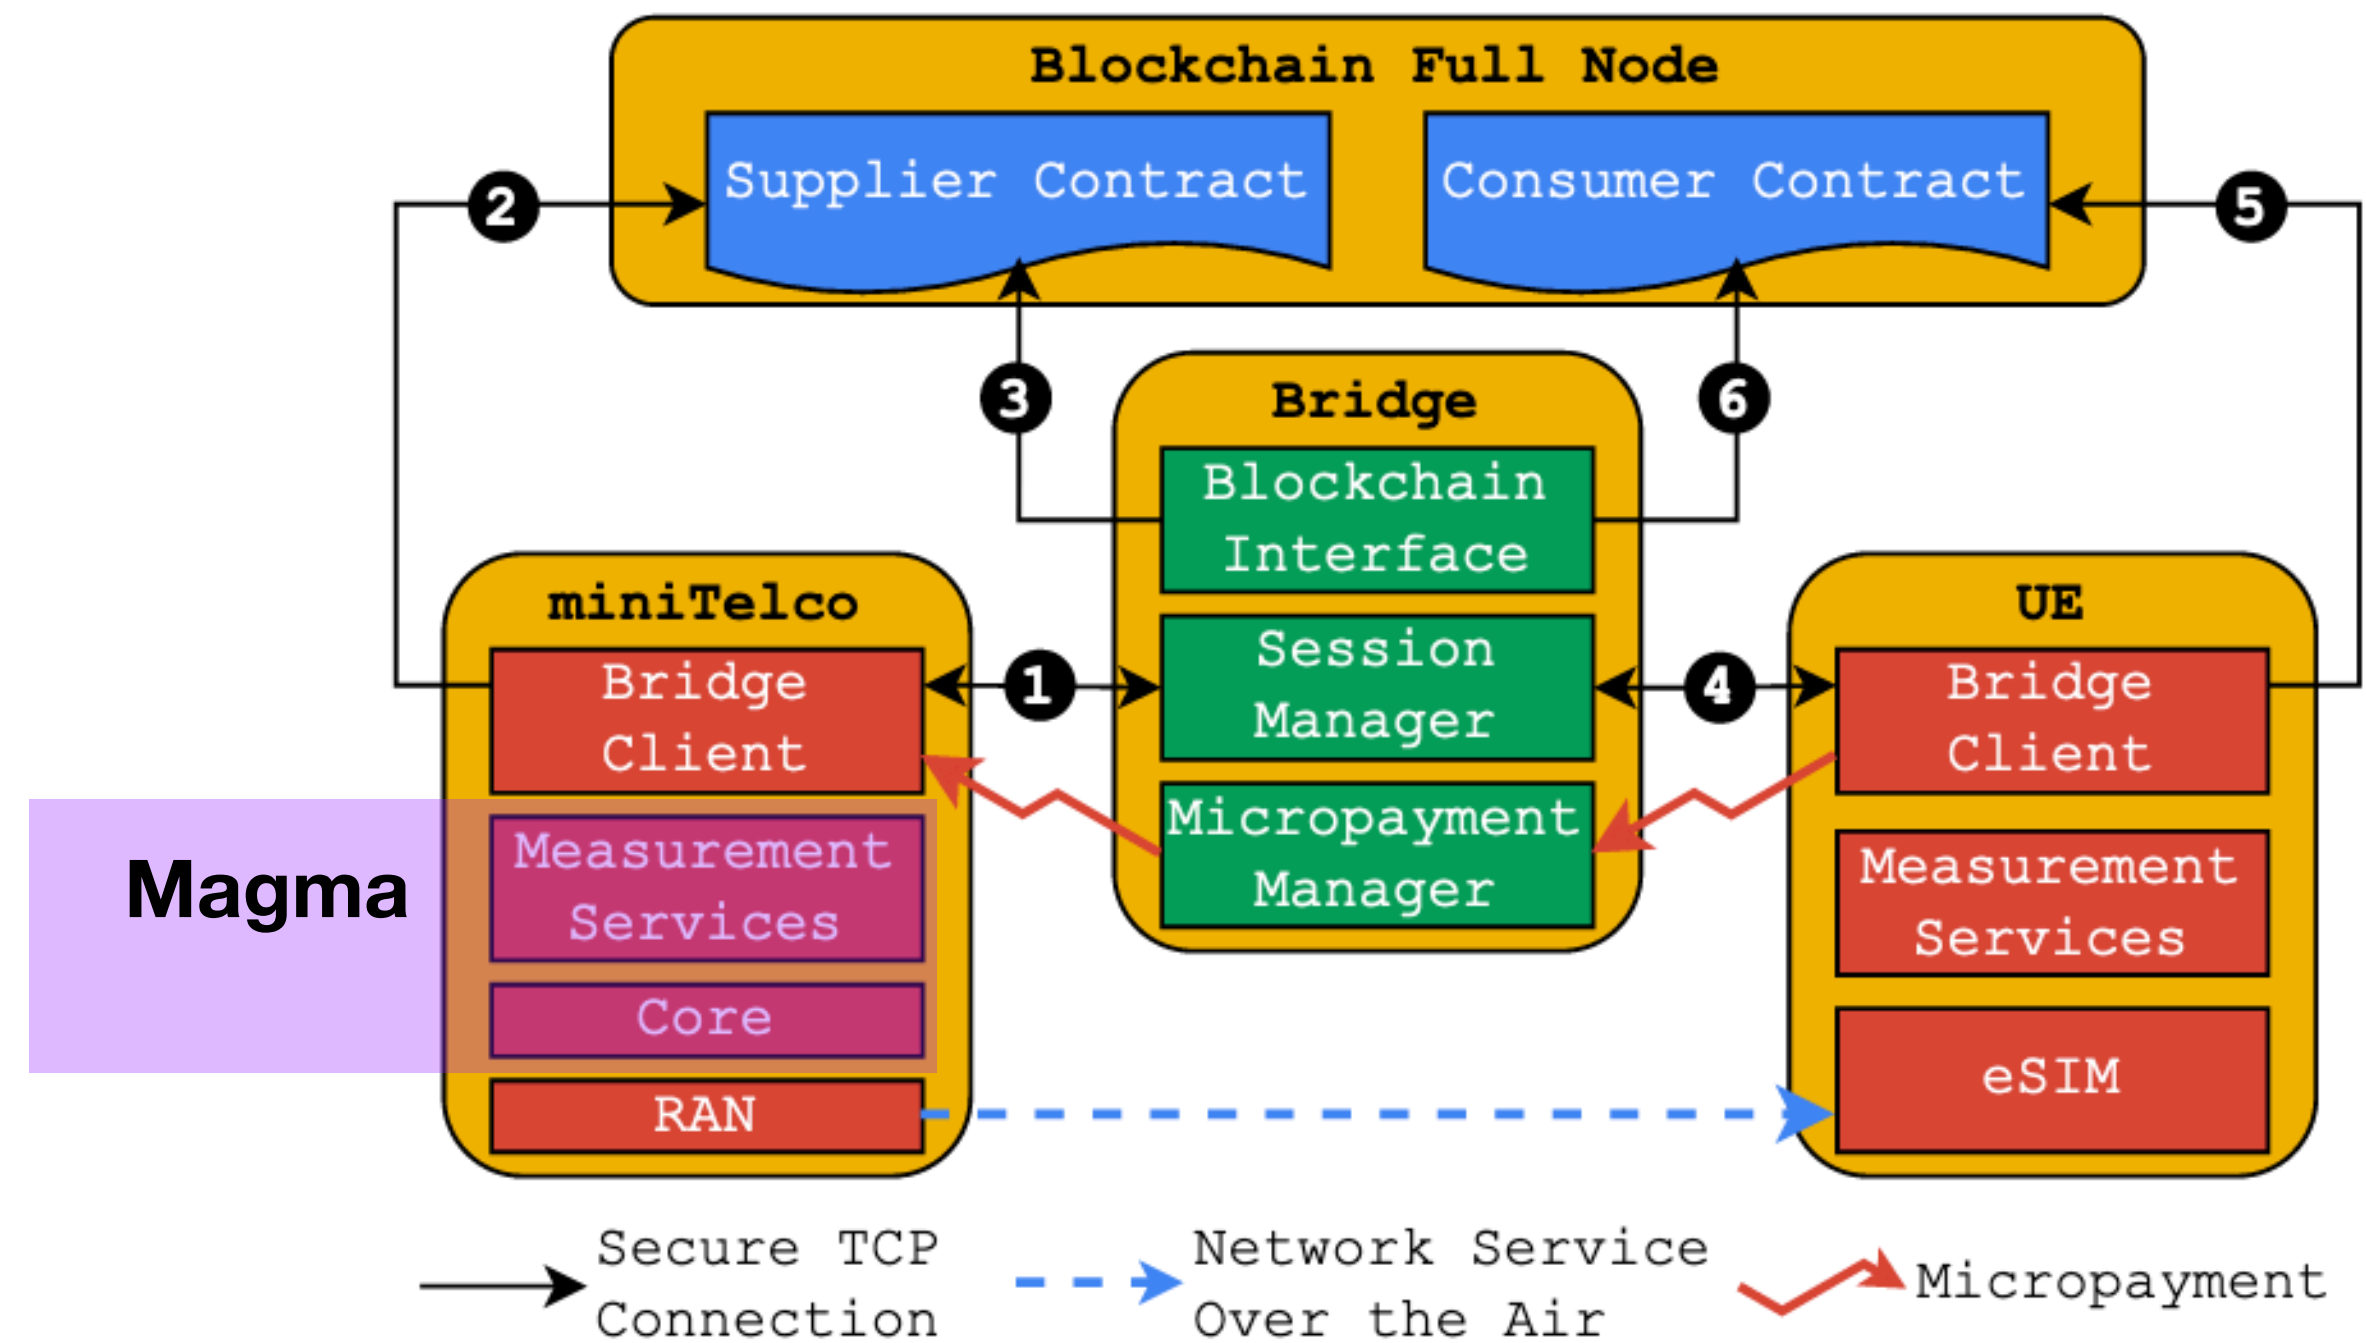 Blockchain Full Node
Supplier Contract
Consumer Contract
2
5
3
6
Bridge
Blockchain
Interface
Session
Manager
Micropayment
Manager
miniTelco
Bridge
Client
Measurement
Services
Core
RAN
Magma
1
4
UE
Bridge
Client
Measurement
Services
eSIM
Secure TCP
Connection
Network Service
Over the Air
Micropayment